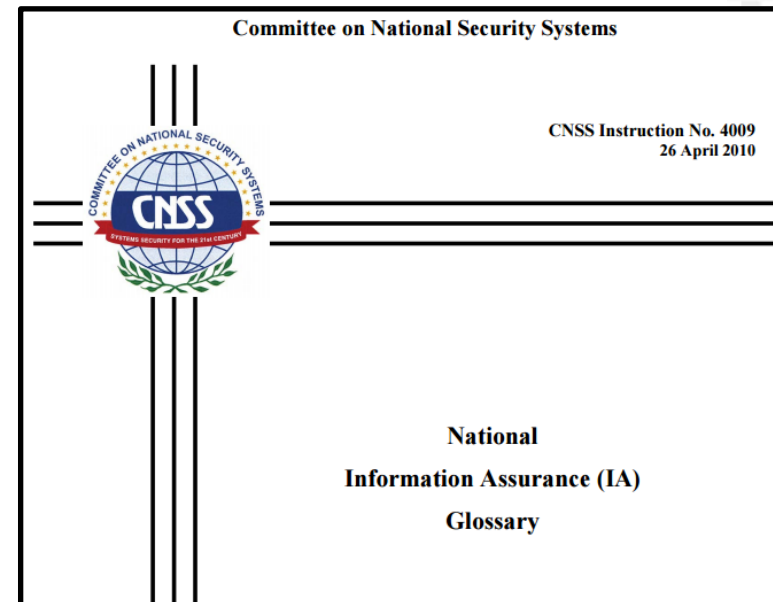 Committee on National Security Systems
CNSS Instruction No. 4009
26 April 2010
COMMITTEE ON NATIONAL SECURITY SYSTEMS
CNSS
SYSTEMS SECURITY FOR THE 21st CENTURY
National
Information Assurance (IA)
Glossary